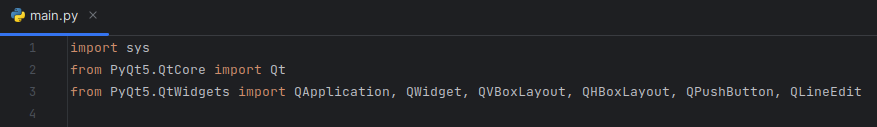 main.py
1 import sys
2 from PyQt5.QtCore import Qt
3 from PyQt5.QtWidgets import QApplication, QWidget, QVBoxLayout, QHBoxLayout, QPushButton, QLineEdit
4